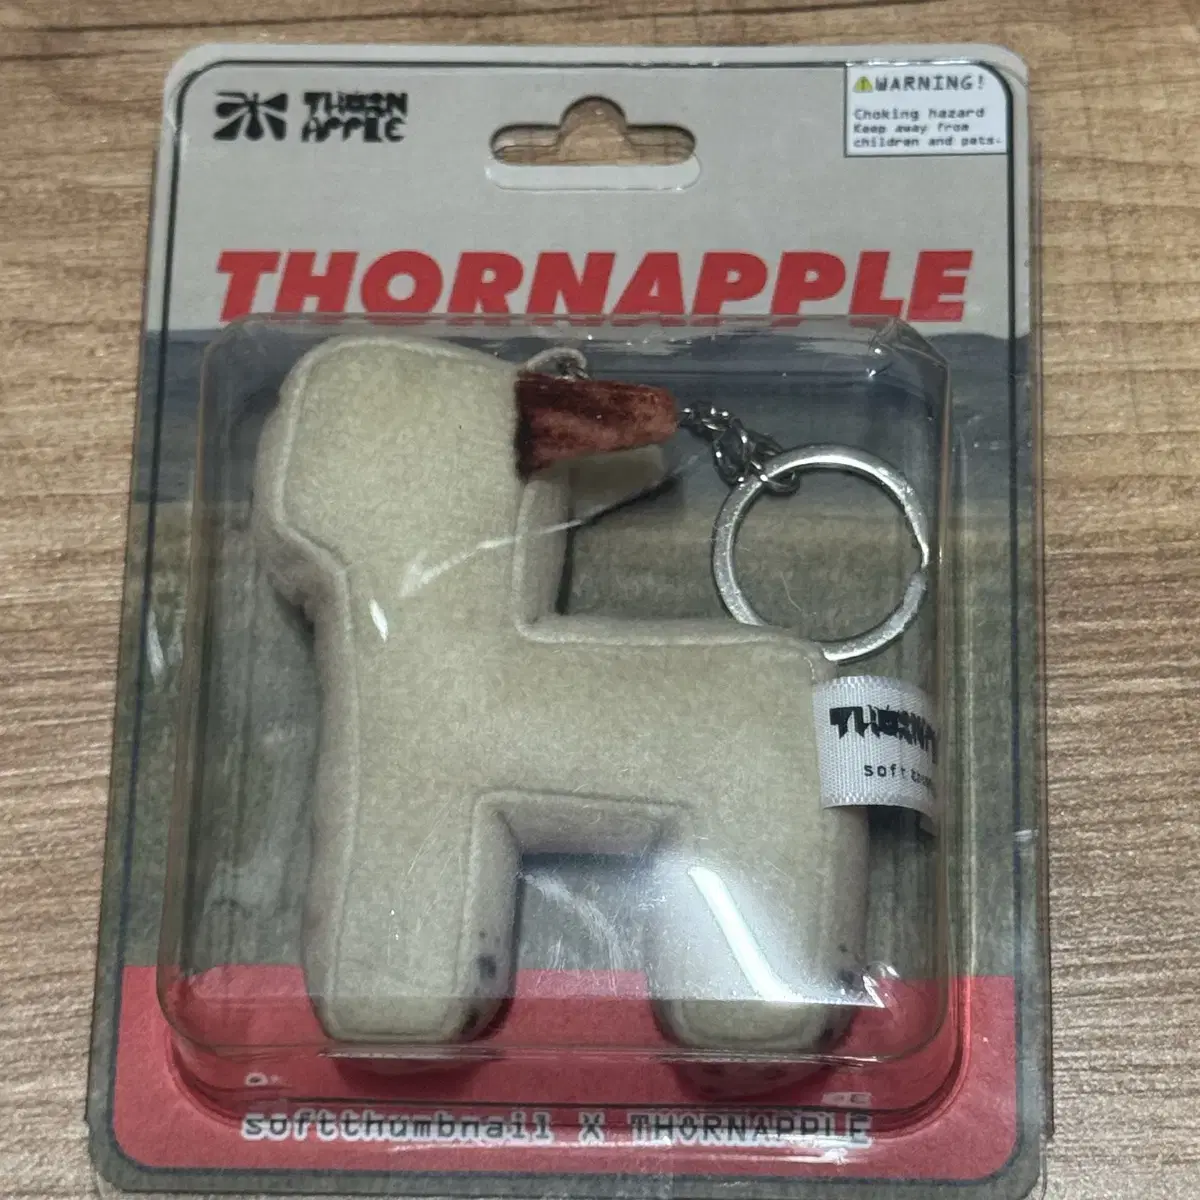 THORN
APPLE
⚠WARNING!
Choking hazard
Keep away from
children and pets.
THORNAPPLE
softthumbnail X THORNAPPLE